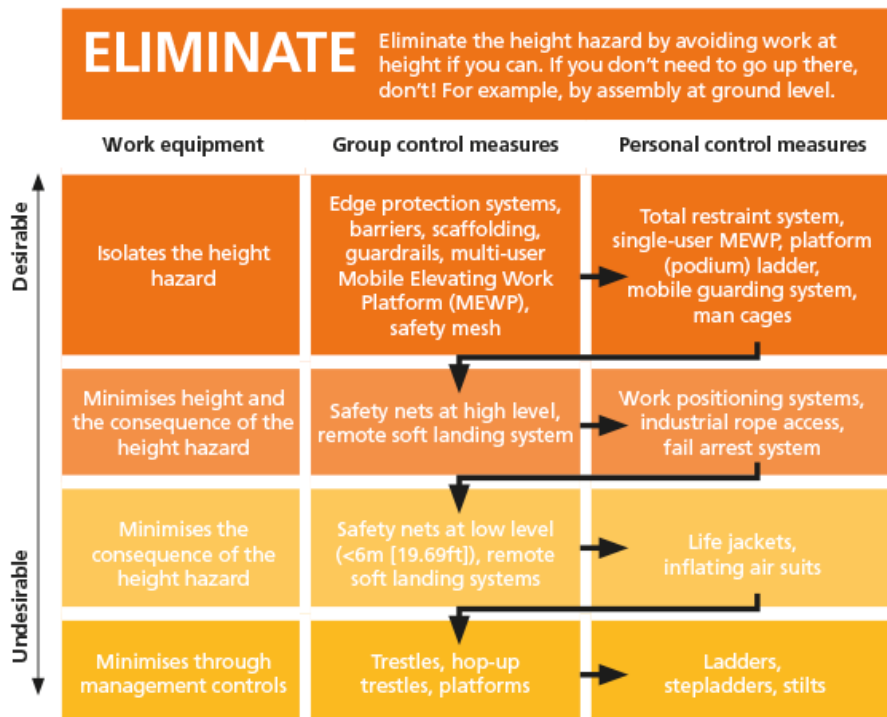 ELIMINATE
Eliminate the height hazard by avoiding work at
height if you can. If you don't need to go up there,
don't! For example, by assembly at ground level.
Work equipment
Group control measures
Personal control measures
Desirable
Isolates the height
hazard
Edge protection systems,
barriers, scaffolding,
guardrails, multi-user
Mobile Elevating Work
Platform (MEWP),
safety mesh
Total restraint system,
single-user MEWP, platform
(podium) ladder,
mobile guarding system,
man cages
Minimises height and
the consequence of the
height hazard
Safety nets at high level,
remote soft landing system
Work positioning systems,
industrial rope access,
fail arrest system
Undesirable
Minimises the
consequence of the
height hazard
Safety nets at low level
(<6m [19.69ft]), remote
soft landing systems
Life jackets,
inflating air suits
Minimises through
management controls
Trestles, hop-up
trestles, platforms
Ladders,
stepladders, stilts